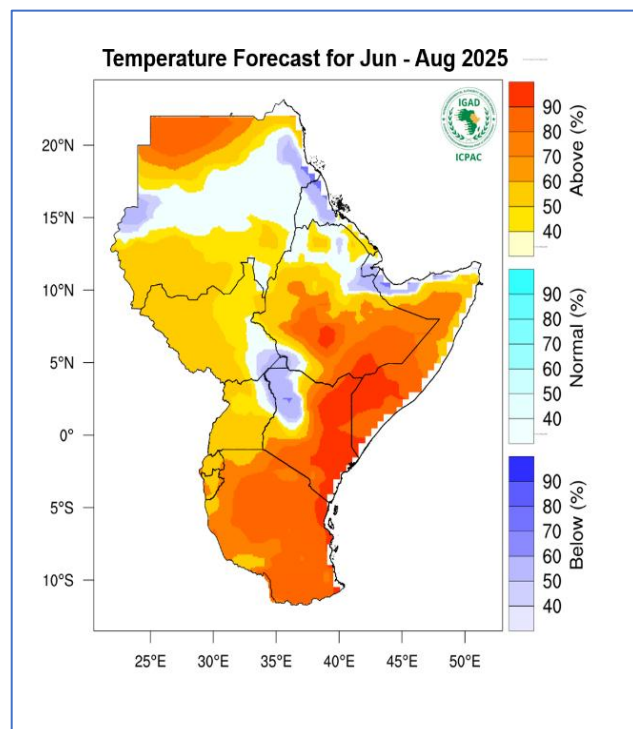 Temperature Forecast for Jun - Aug 2025
IGAD
ICPAC
20°N
15°N
10°N
5°N
0°
5°S
10°S
25°E
30°E
35°E
40°E
45°E
50°E
90
80
70
60
50
40
Above (%)
90
80
70
60
50
40
Normal (%)
90
80
70
60
50
40
Below (%)